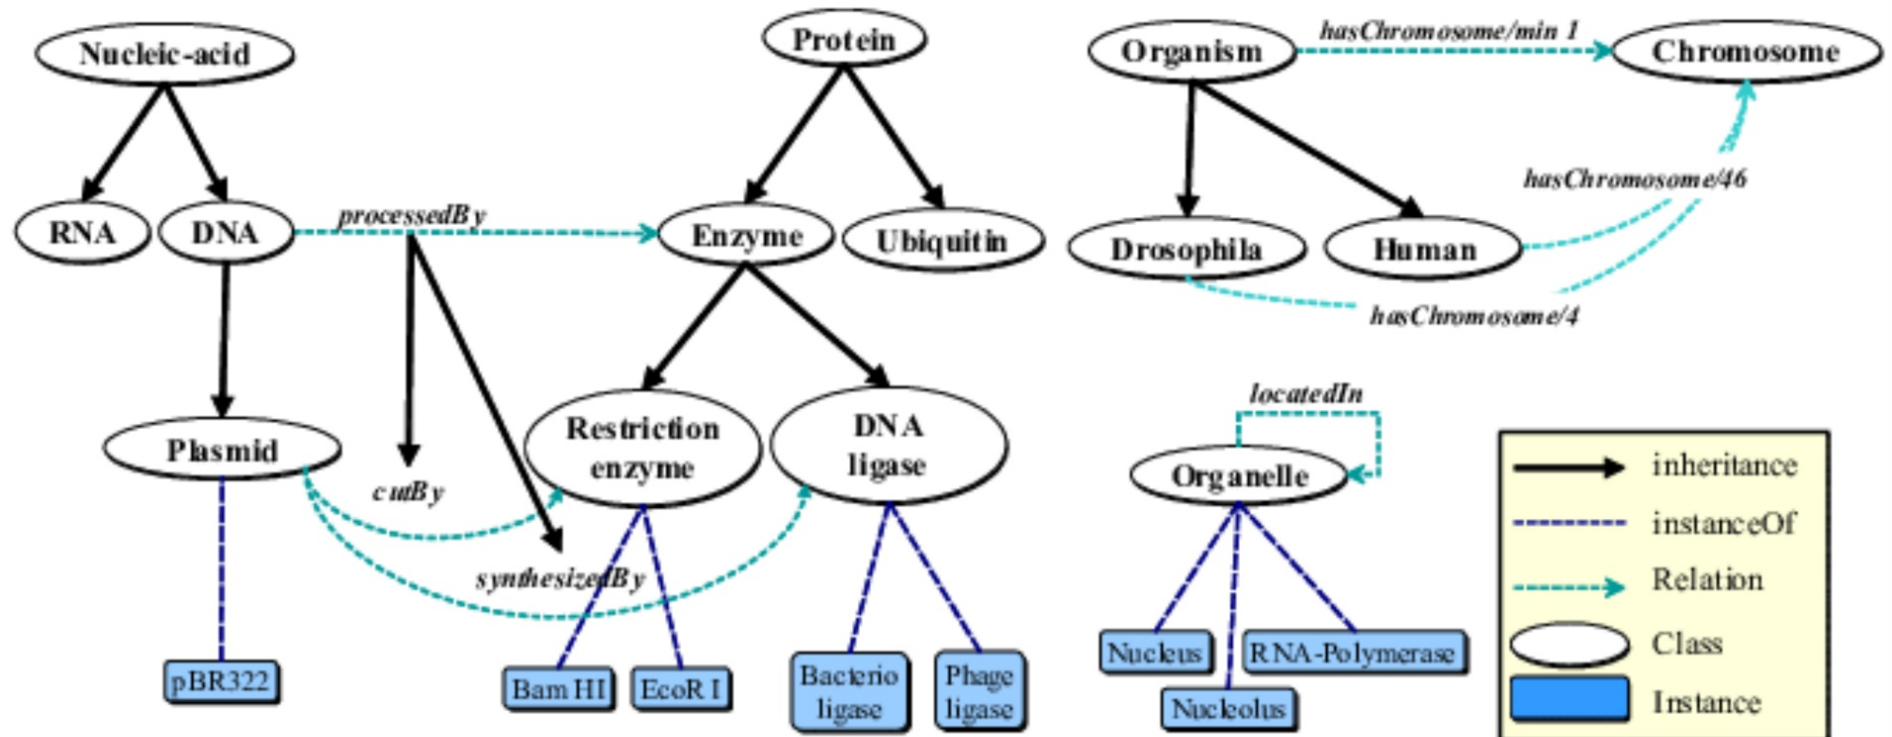 Nucleic-acid
Protein
Organism
hasChromosome/min 1
Chromosome
RNA
DNA
processedBy
Enzyme
Ubiquitin
Drosophila
Human
hasChromosome/46
hasChromosome/4
Plasmid
cutBy
Restriction
enzyme
DNA
ligase
synthesizedBy
locatedIn
Organelle
pBR322
Bam HI
EcoR I
Bacterio
ligase
Phage
ligase
Nucleus
RNA-Polymerase
Nucleolus
inheritance
instanceOf
Relation
Class
Instance